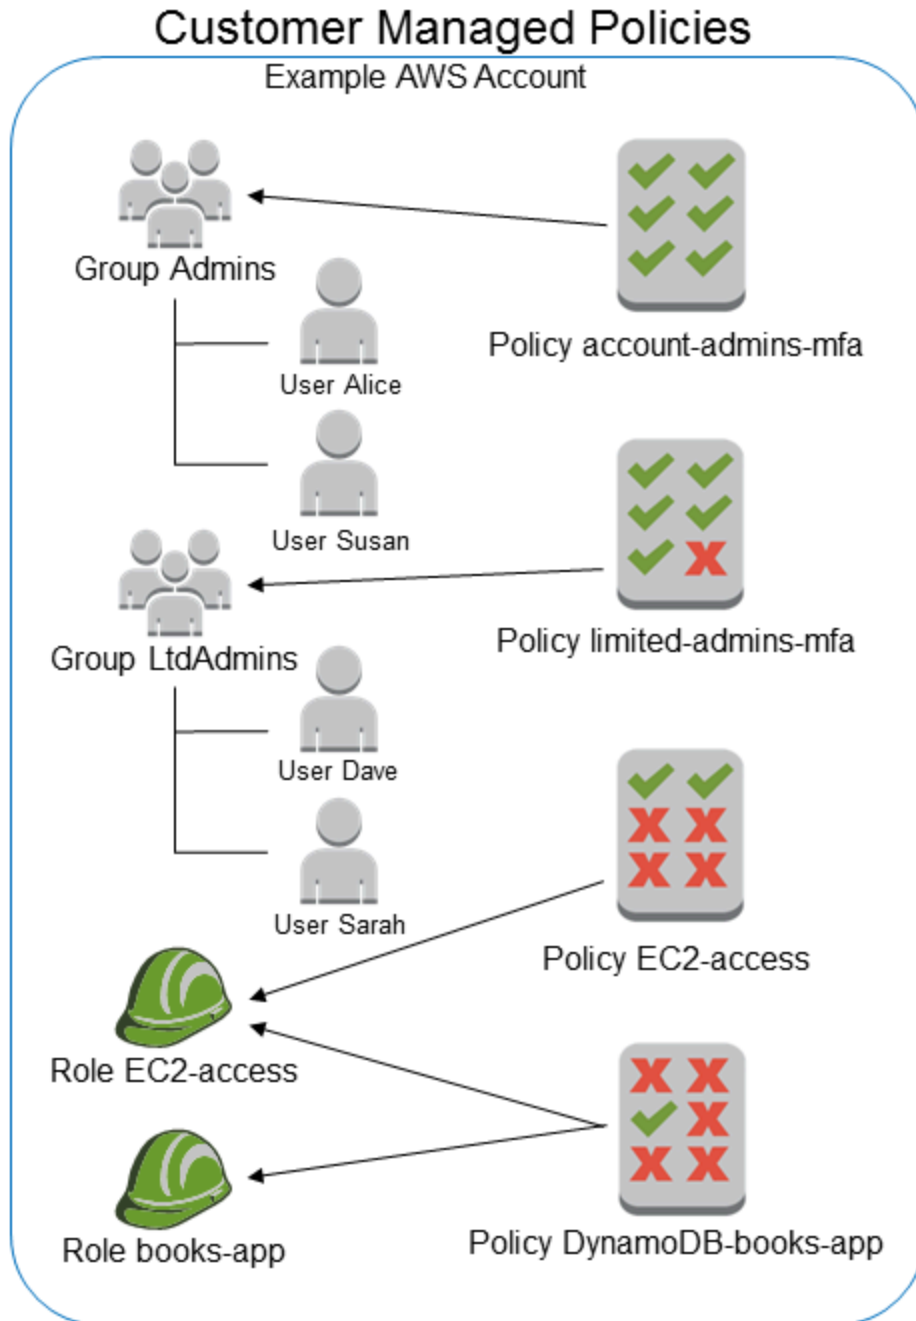 Customer Managed Policies
Example AWS Account
Group Admins
User Alice
Policy account-admins-mfa
User Susan
Policy limited-admins-mfa
Group LtdAdmins
User Dave
User Sarah
Policy EC2-access
Role EC2-access
Policy DynamoDB-books-app
Role books-app